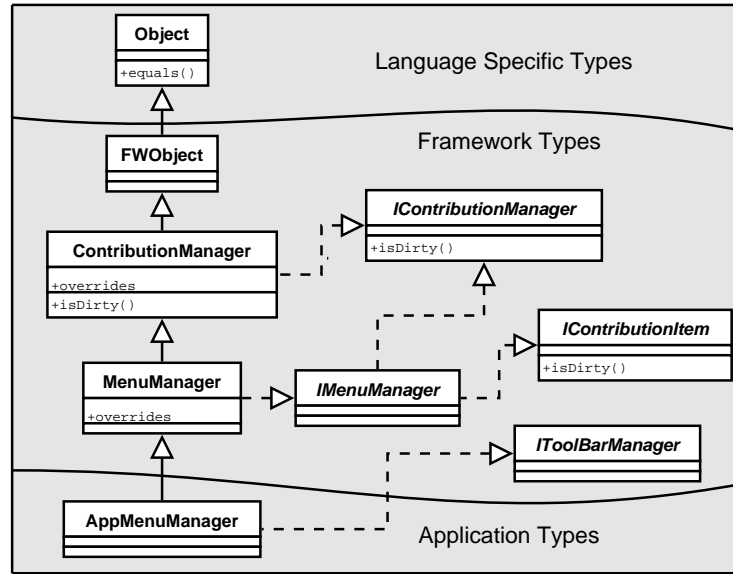 Object
+equals()
Language Specific Types
Framework Types
FWObject
IContributionManager
+isDirty()
ContributionManager
+overrides
+isDirty()
IContributionItem
+isDirty()
MenuManager
+overrides
IMenuManager
IToolBarManager
AppMenuManager
Application Types